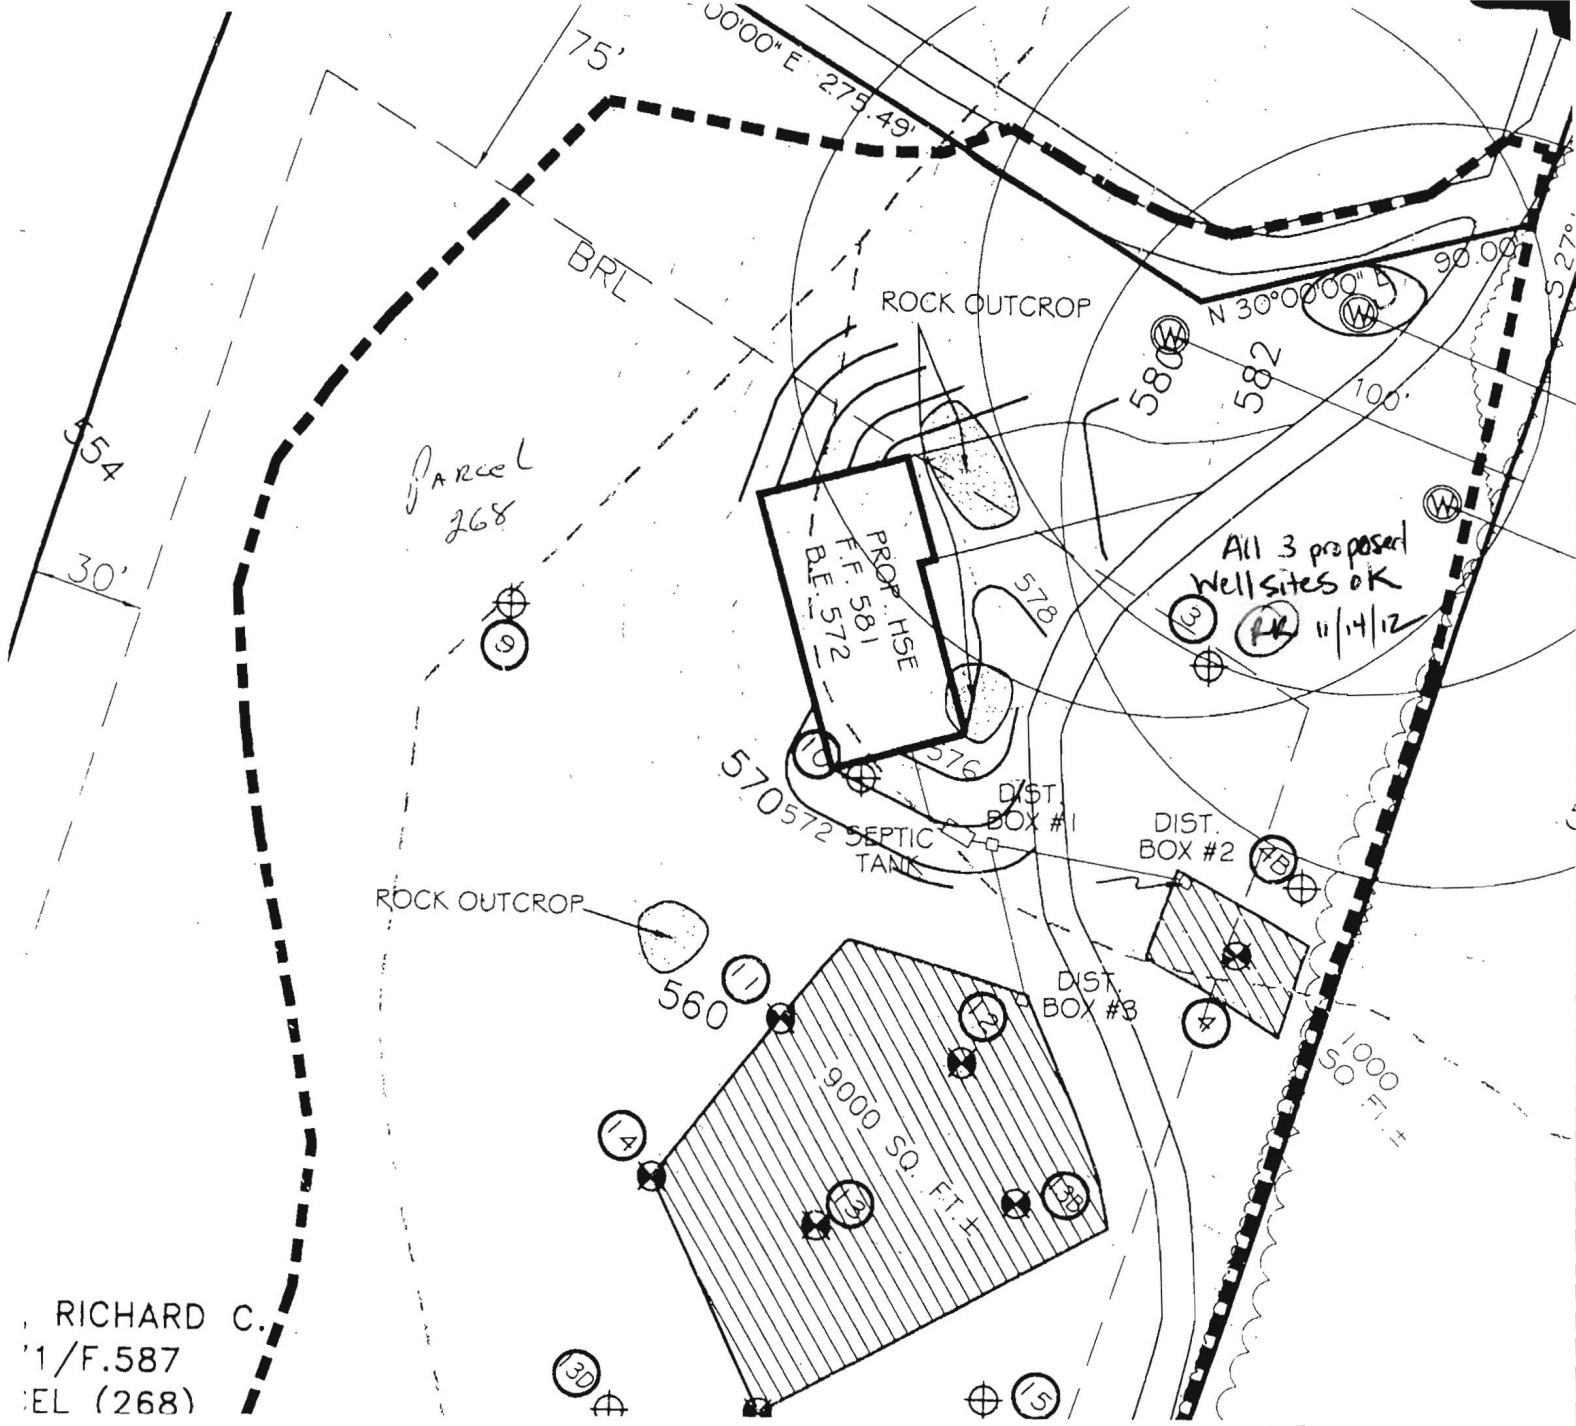 75'
00'00" E 275.49'
BRL
ROCK OUTCROP
N 30°00'00"
90.00
S 27°
580
582
100'
W
W
W
554
Parcel
268
30'
9
PROP. HSE
F.F. 581
B.E. 572
578
All 3 proposed
Well sites OK
RR 11/14/12
3
10
576
570
572
SEPTIC
TANK
DIST.
BOX #1
DIST.
BOX #2
4B
ROCK OUTCROP
11
560
12
DIST.
BOX #3
4
1000
SQ. FT.±
9000 SQ. FT.±
14
13
13B
RICHARD C.
'1/F.587
EL (268)
13D
15